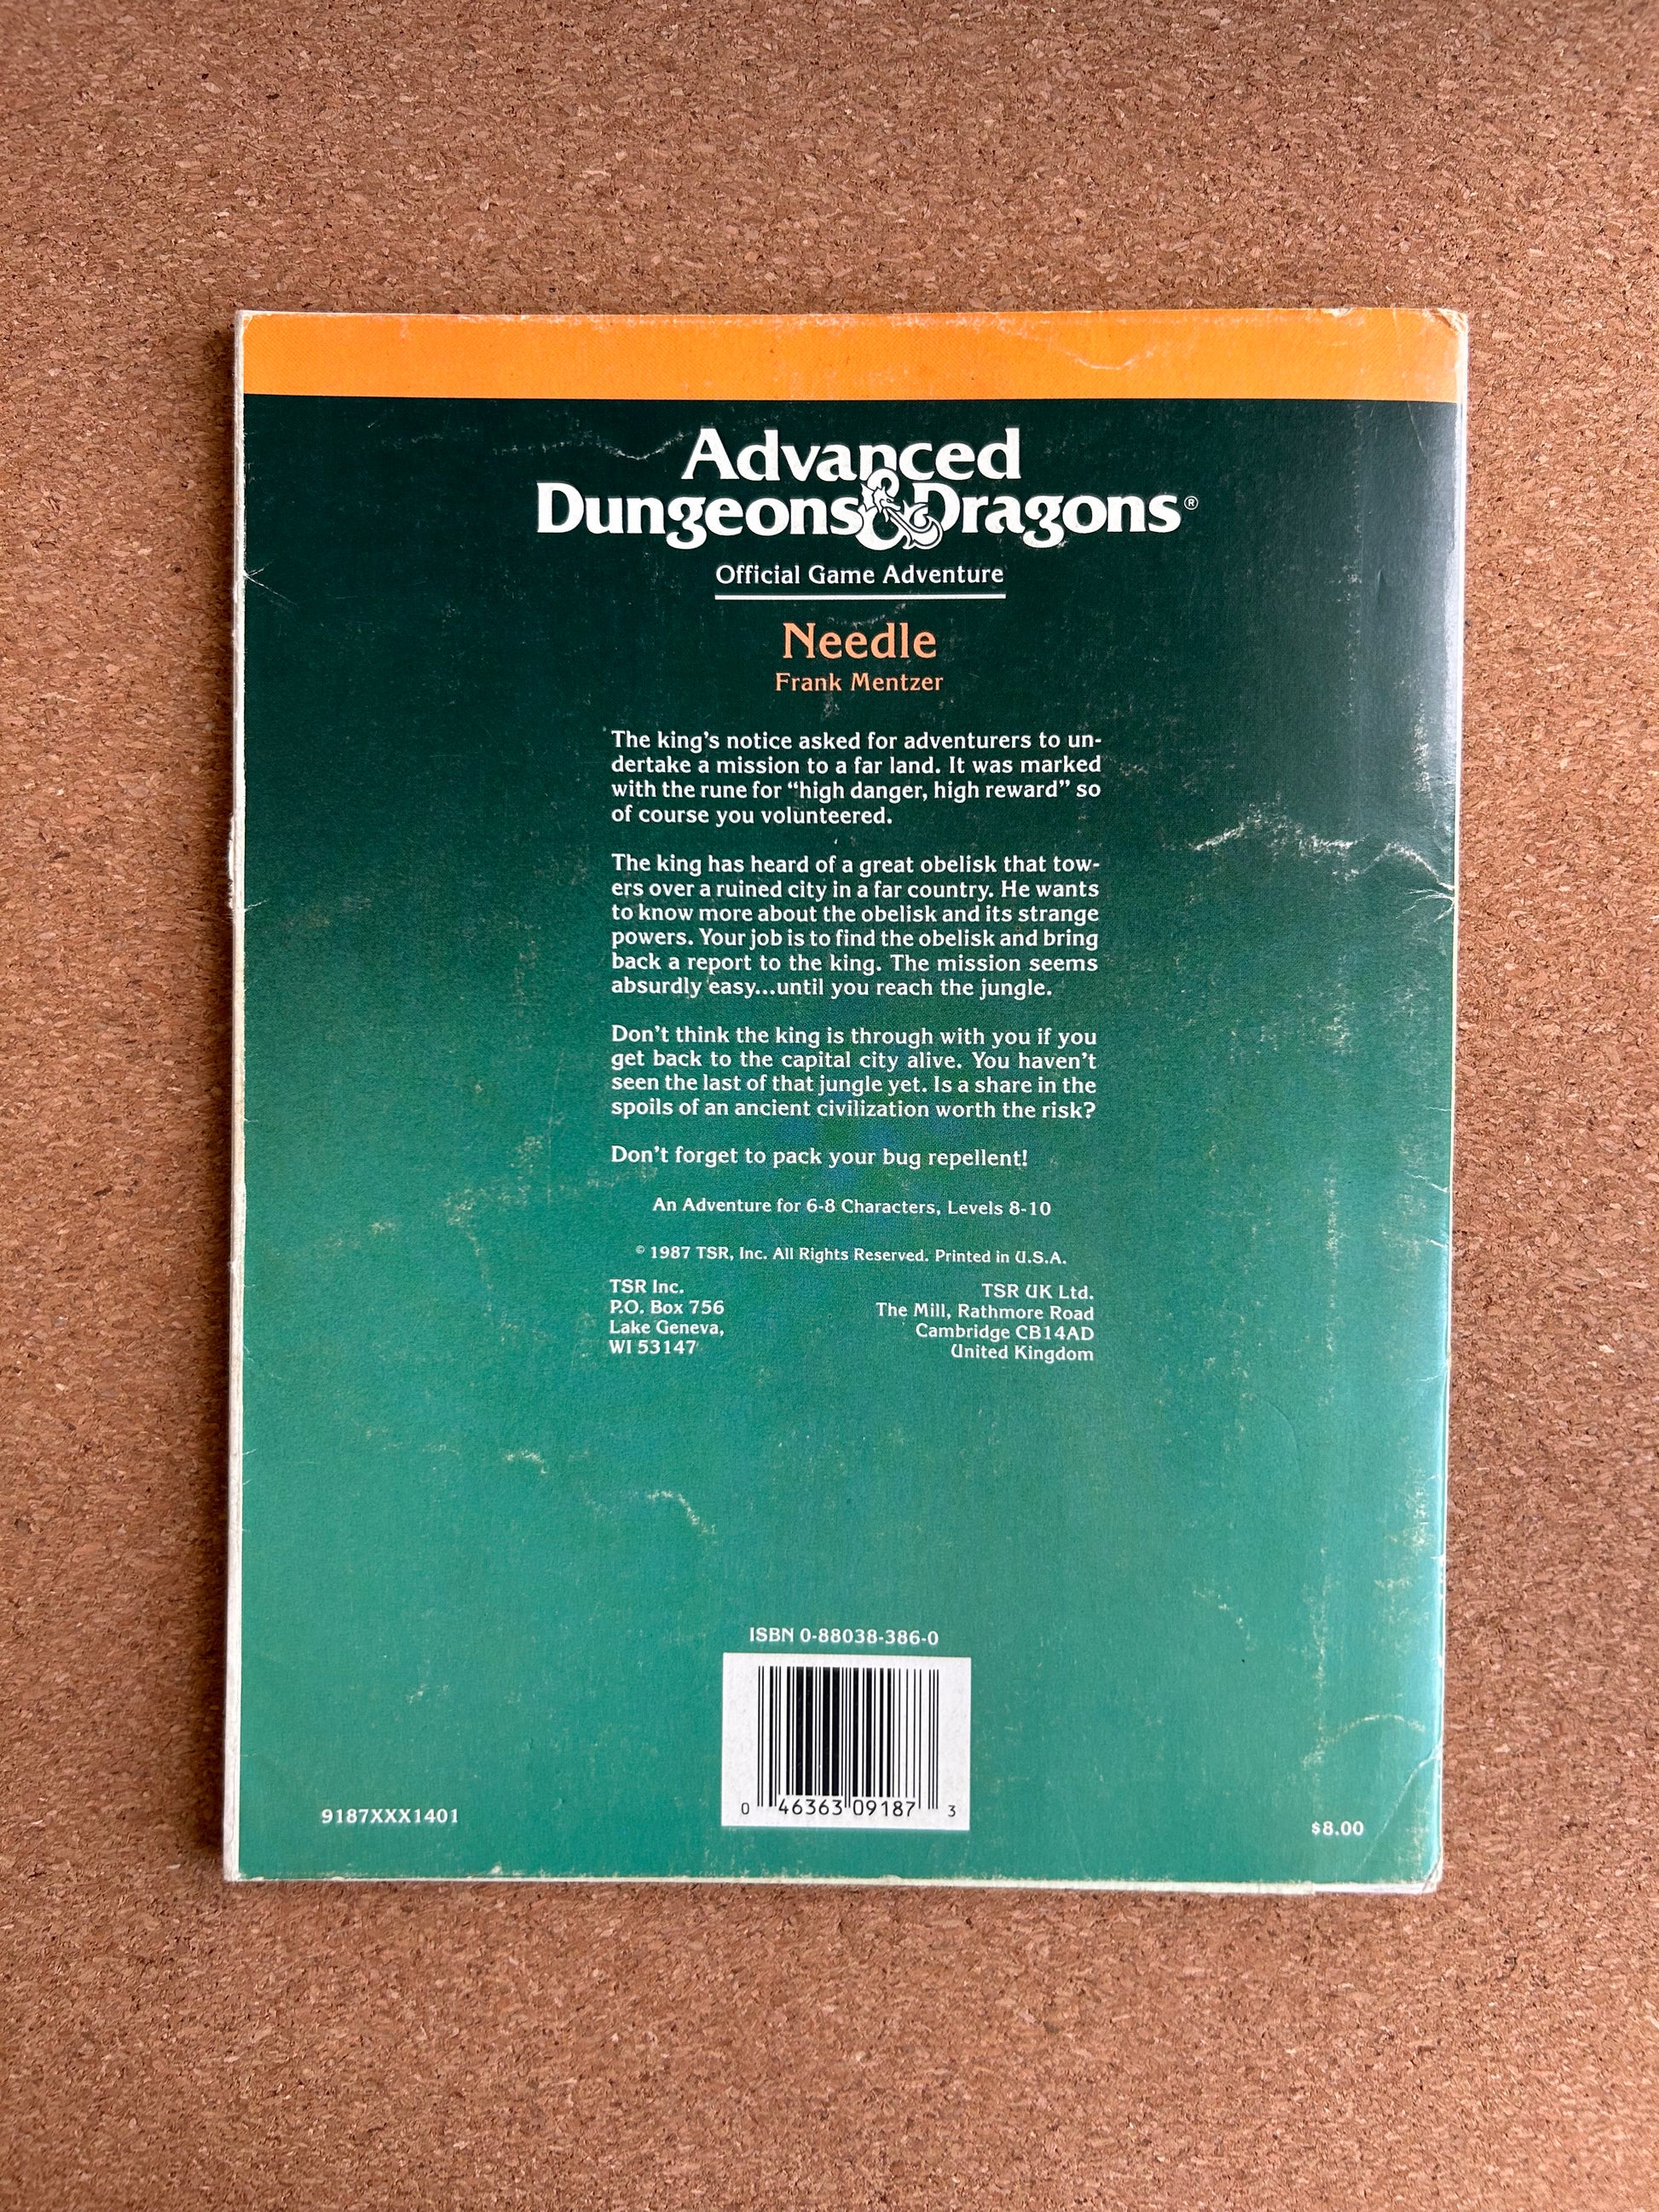 Advanced
Dungeons & Dragons®
Official Game Adventure
Needle
Frank Mentzer
The king's notice asked for adventurers to un-
dertake a mission to a far land. It was marked
with the rune for “high danger, high reward” so
of course you volunteered.
The king has heard of a great obelisk that tow-
ers over a ruined city in a far country. He wants
to know more about the obelisk and its strange
powers. Your job is to find the obelisk and bring
back a report to the king. The mission seems
absurdly easy...until you reach the jungle.
Don't think the king is through with you if you
get back to the capital city alive. You haven't
seen the last of that jungle yet. Is a share in the
spoils of an ancient civilization worth the risk?
Don't forget to pack your bug repellent!
An Adventure for 6-8 Characters, Levels 8-10
© 1987 TSR, Inc. All Rights Reserved. Printed in U.S.A.
TSR Inc.
P.O. Box 756
Lake Geneva,
WI 53147
TSR UK Ltd.
The Mill, Rathmore Road
Cambridge CB14AD
United Kingdom
ISBN 0-88038-386-0
0 46363 09187 3
9187XXX1401
$8.00